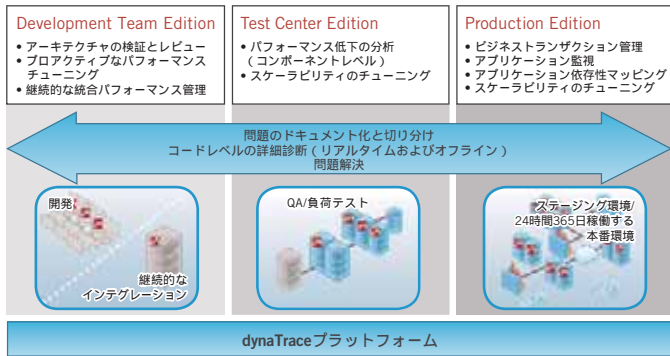 Development Team Edition
• アーキテクチャの検証とレビュー
• プロアクティブなパフォーマンス
チューニング
• 継続的な統合パフォーマンス管理
Test Center Edition
• パフォーマンス低下の分析
（コンポーネントレベル）
• スケーラビリティのチューニング
Production Edition
• ビジネストランザクション管理
• アプリケーション監視
• アプリケーション依存性マッピング
• スケーラビリティのチューニング
問題のドキュメント化と切り分け
コードレベルの詳細診断（リアルタイムおよびオフライン）
問題解決
開発
継続的な
インテグレーション
QA/負荷テスト
ステージング環境/
24時間365日稼働する
本番環境
dynaTraceプラットフォーム